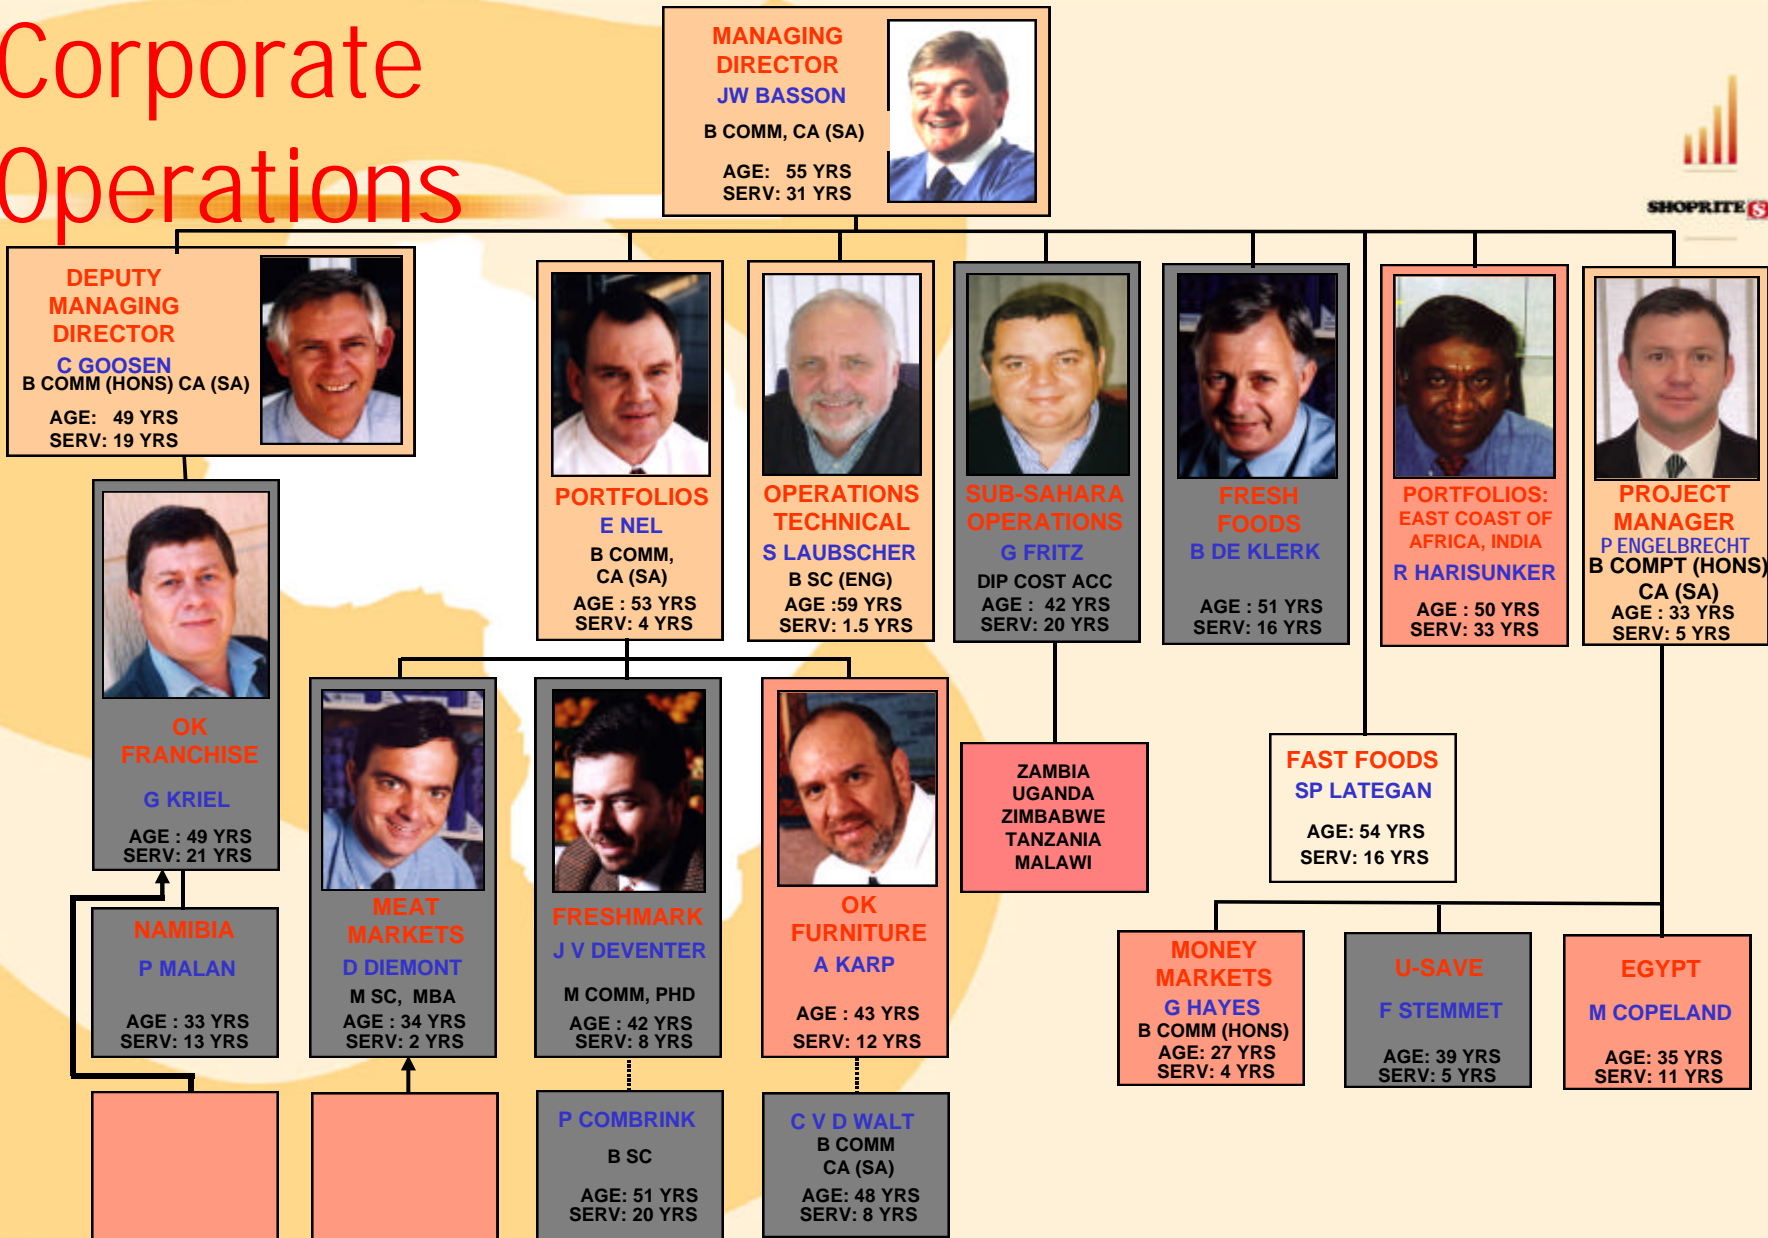 Corporate
Operations
MANAGING
DIRECTOR
JW BASSON
B COMM, CA (SA)
AGE: 55 YRS
SERV: 31 YRS
SHOPRITE
DEPUTY
MANAGING
DIRECTOR
C GOOSEN
B COMM (HONS) CA (SA)
AGE: 49 YRS
SERV: 19 YRS
PORTFOLIOS
E NEL
B COMM,
CA (SA)
AGE : 53 YRS
SERV: 4 YRS
OPERATIONS
TECHNICAL
S LAUBSCHER
B SC (ENG)
AGE :59 YRS
SERV: 1.5 YRS
SUB-SAHARA
OPERATIONS
G FRITZ
DIP COST ACC
AGE : 42 YRS
SERV: 20 YRS
FRESH
FOODS
B DE KLERK
AGE : 51 YRS
SERV: 16 YRS
PORTFOLIOS:
EAST COAST OF
AFRICA, INDIA
R HARISUNKER
AGE : 50 YRS
SERV: 33 YRS
PROJECT
MANAGER
P ENGELBRECHT
B COMPT (HONS)
CA (SA)
AGE : 33 YRS
SERV: 5 YRS
OK
FRANCHISE
G KRIEL
AGE : 49 YRS
SERV: 21 YRS
NAMIBIA
P MALAN
AGE : 33 YRS
SERV: 13 YRS
MEAT
MARKETS
D DIEMONT
M SC, MBA
AGE : 34 YRS
SERV: 2 YRS
FRESHMARK
J V DEVENTER
M COMM, PHD
AGE : 42 YRS
SERV: 8 YRS
OK
FURNITURE
A KARP
AGE : 43 YRS
SERV: 12 YRS
ZAMBIA
UGANDA
ZIMBABWE
TANZANIA
MALAWI
FAST FOODS
SP LATEGAN
AGE: 54 YRS
SERV: 16 YRS
MONEY
MARKETS
G HAYES
B COMM (HONS)
AGE: 27 YRS
SERV: 4 YRS
U-SAVE
F STEMMET
AGE: 39 YRS
SERV: 5 YRS
EGYPT
M COPELAND
AGE: 35 YRS
SERV: 11 YRS
P COMBRINK
B SC
AGE: 51 YRS
SERV: 20 YRS
C V D WALT
B COMM
CA (SA)
AGE: 48 YRS
SERV: 8 YRS